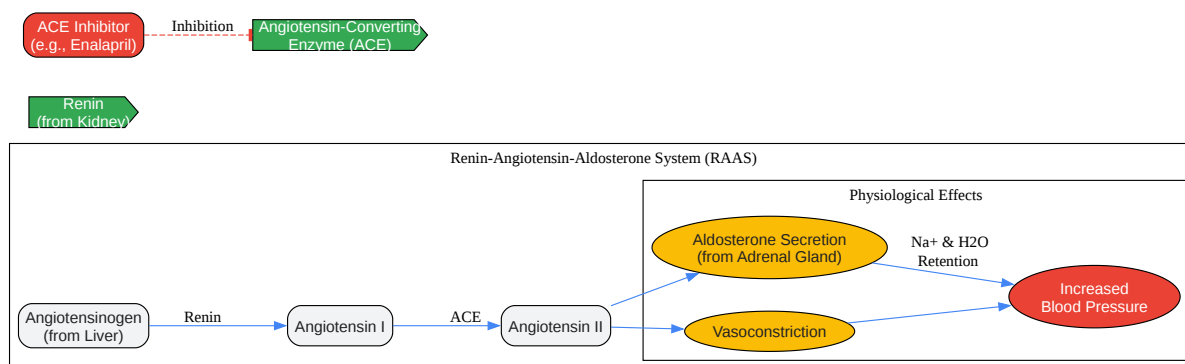 ACE Inhibitor
(e.g., Enalapril)
Inhibition
Angiotensin-Converting
Enzyme (ACE)
Renin
(from Kidney)
Renin-Angiotensin-Aldosterone System (RAAS)
Physiological Effects
Aldosterone Secretion
(from Adrenal Gland)
Na+ & H2O
Retention
Increased
Blood Pressure
Angiotensinogen
(from Liver)
Renin
Angiotensin I
ACE
Angiotensin II
Vasoconstriction